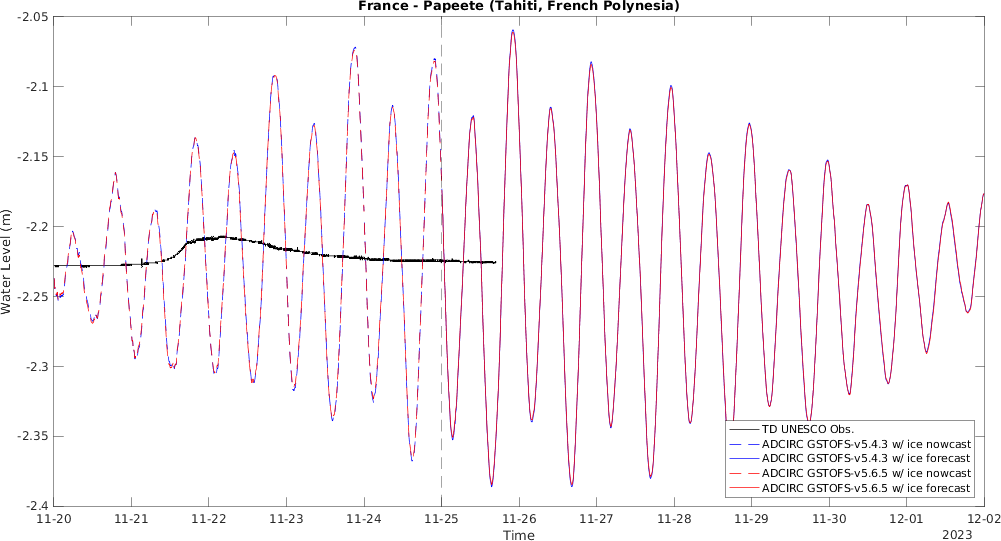 France - Papeete (Tahiti, French Polynesia)
Water Level (m)
-2.05
-2.1
-2.15
-2.2
-2.25
-2.3
-2.35
-2.4
TD UNESCO Obs.
ADCIRC GSTOFS-v5.4.3 w/ ice nowcast
ADCIRC GSTOFS-v5.4.3 w/ ice forecast
ADCIRC GSTOFS-v5.6.5 w/ ice nowcast
ADCIRC GSTOFS-v5.6.5 w/ ice forecast
11-20 11-21 11-22 11-23 11-24 11-25 11-26 11-27 11-28 11-29 11-30 12-01 12-02
Time
2023